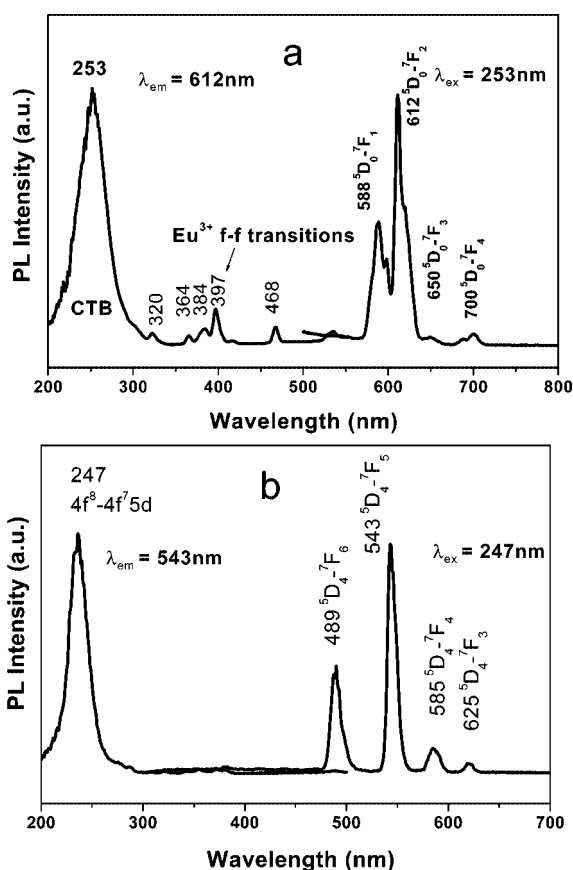 a
253
λem = 612nm
λex = 253nm
PL Intensity (a.u.)
CTB
320
364
384
397
Eu³⁺ f-f transitions
468
588 ⁵D₀-⁷F₁
612 ⁵D₀-⁷F₂
650 ⁵D₀-⁷F₃
700 ⁵D₀-⁷F₄
200 300 400 500 600 700 800
Wavelength (nm)
b
247
4f⁸-4f⁷5d
λem = 543nm
λex = 247nm
PL Intensity (a.u.)
489 ⁵D₄-⁷F₆
543 ⁵D₄-⁷F₅
585 ⁵D₄-⁷F₄
625 ⁵D₄-⁷F₃
200 300 400 500 600 700
Wavelength (nm)